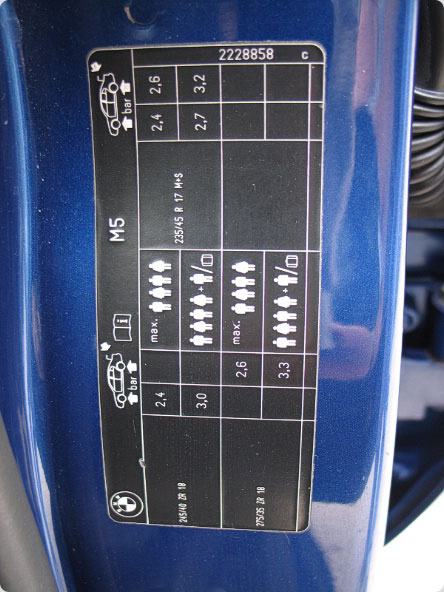 bar M5 bar
2,4 max. 2,4 2,6
245/40 ZR 18 235/45 R 17 M+S
3,0 + / 2,7 3,2
2,6 max.
275/35 ZR 18
3,3 + /
2228858 c